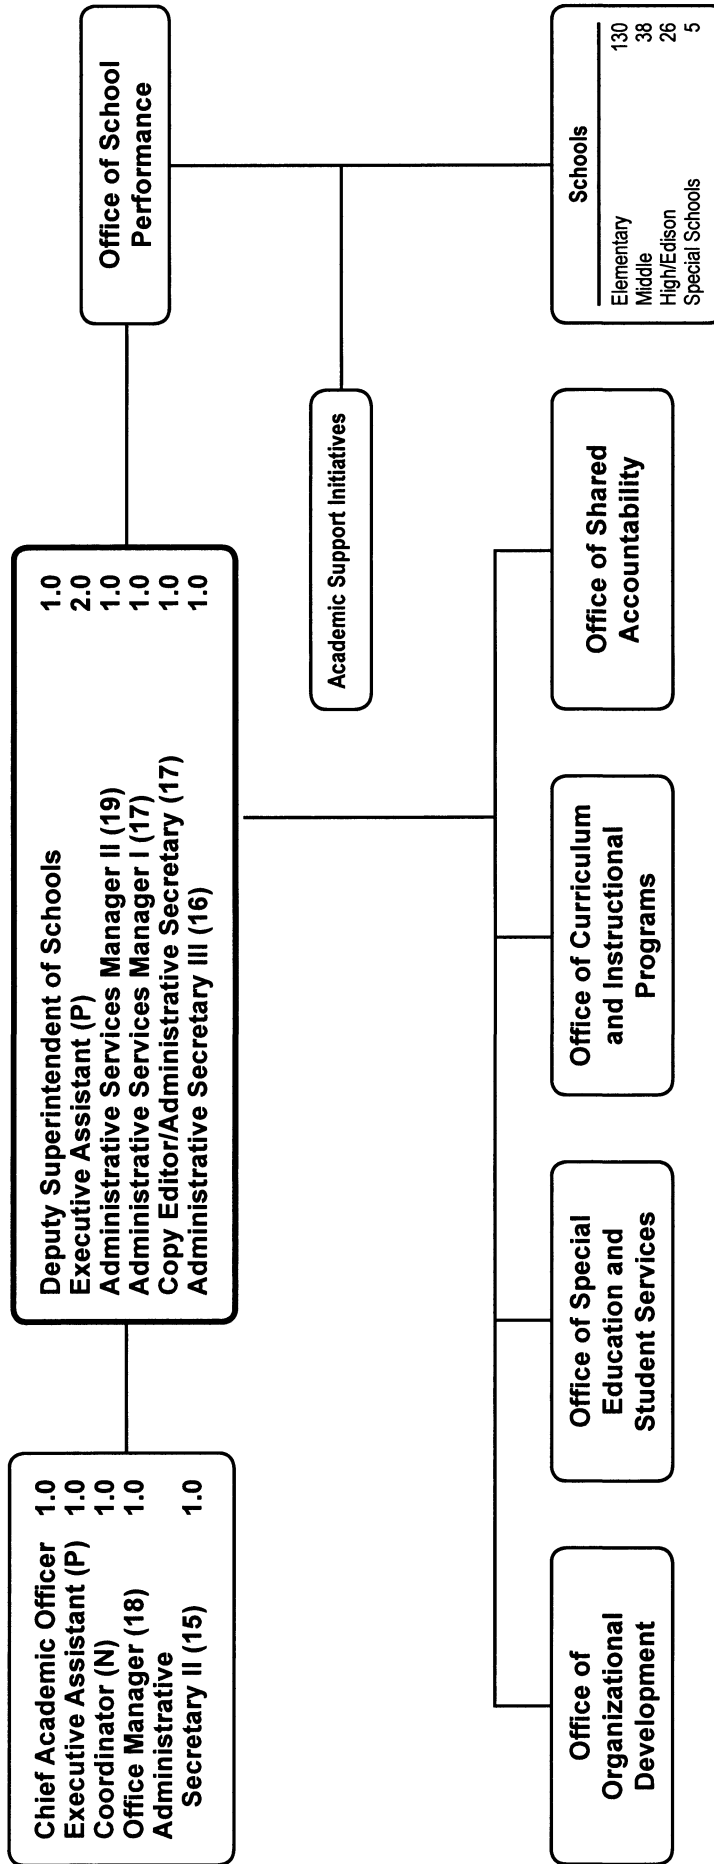 Chief Academic Officer 1.0
Executive Assistant (P) 1.0
Coordinator (N) 1.0
Office Manager (18) 1.0
Administrative
Secretary II (15) 1.0
Deputy Superintendent of Schools 1.0
Executive Assistant (P) 2.0
Administrative Services Manager II (19) 1.0
Administrative Services Manager I (17) 1.0
Copy Editor/Administrative Secretary (17) 1.0
Administrative Secretary III (16) 1.0
Office of School
Performance
Academic Support Initiatives
Office of
Organizational
Development
Office of Special
Education and
Student Services
Office of Curriculum
and Instructional
Programs
Office of Shared
Accountability
Schools
Elementary 130
Middle 38
High/Edison 26
Special Schools 5